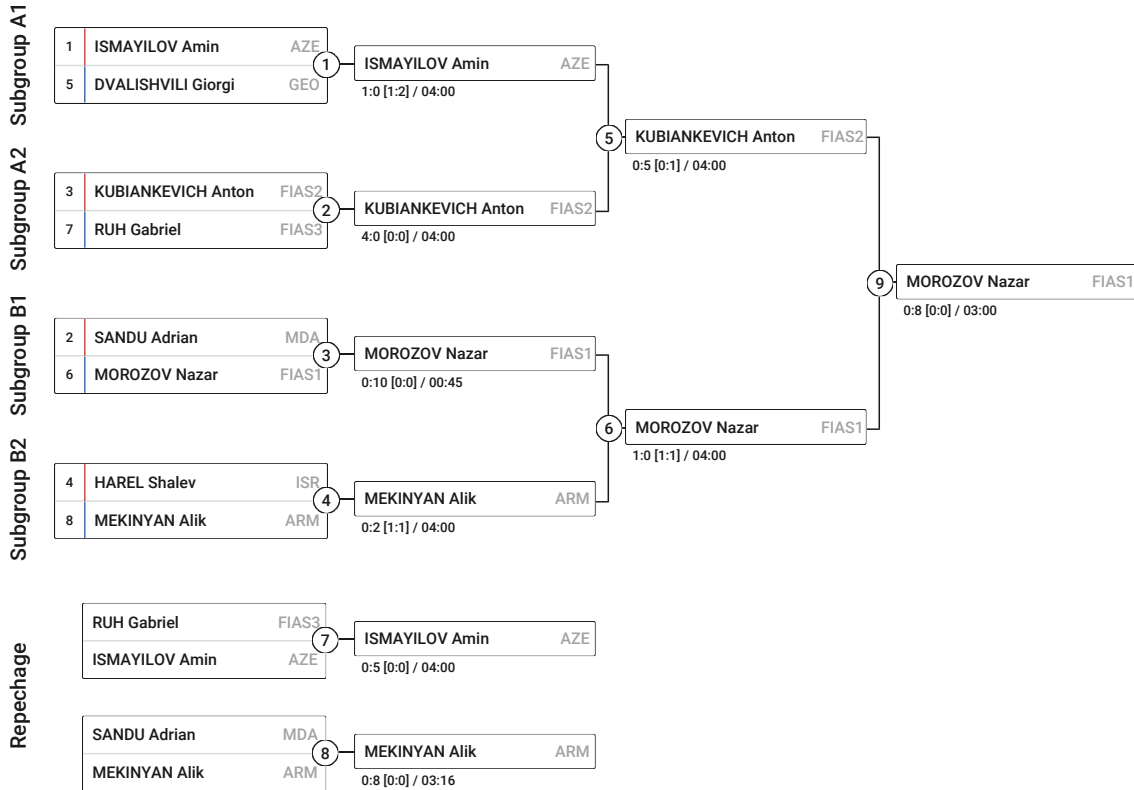 Subgroup A1
1 ISMAYILOV Amin AZE
5 DVALISHVILI Giorgi GEO
1
ISMAYILOV Amin AZE
1:0 [1:2] / 04:00
Subgroup A2
3 KUBIANKEVICH Anton FIAS2
7 RUH Gabriel FIAS3
2
KUBIANKEVICH Anton FIAS2
4:0 [0:0] / 04:00
5
KUBIANKEVICH Anton FIAS2
0:5 [0:1] / 04:00
Subgroup B1
2 SANDU Adrian MDA
6 MOROZOV Nazar FIAS1
3
MOROZOV Nazar FIAS1
0:10 [0:0] / 00:45
Subgroup B2
4 HAREL Shalev ISR
8 MEKINYAN Alik ARM
4
MEKINYAN Alik ARM
0:2 [1:1] / 04:00
6
MOROZOV Nazar FIAS1
1:0 [1:1] / 04:00
9
MOROZOV Nazar FIAS1
0:8 [0:0] / 03:00
Repechage
RUH Gabriel FIAS3
ISMAYILOV Amin AZE
7
ISMAYILOV Amin AZE
0:5 [0:0] / 04:00
SANDU Adrian MDA
MEKINYAN Alik ARM
8
MEKINYAN Alik ARM
0:8 [0:0] / 03:16